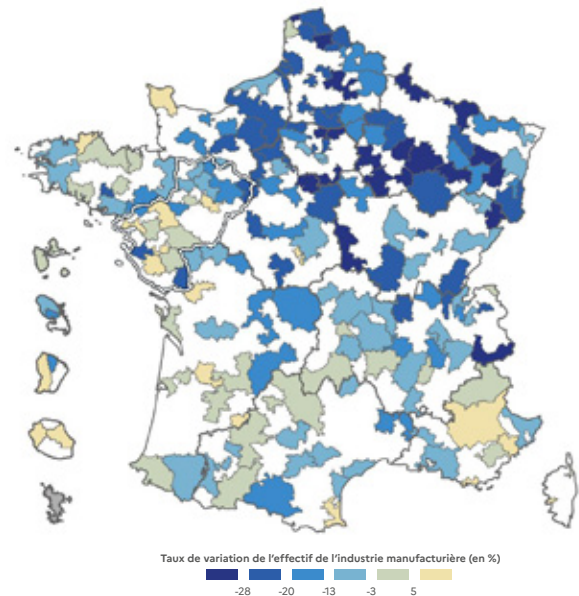 Taux de variation de l'effectif de l'industrie manufacturière (en %)
-28 -20 -13 -3 5